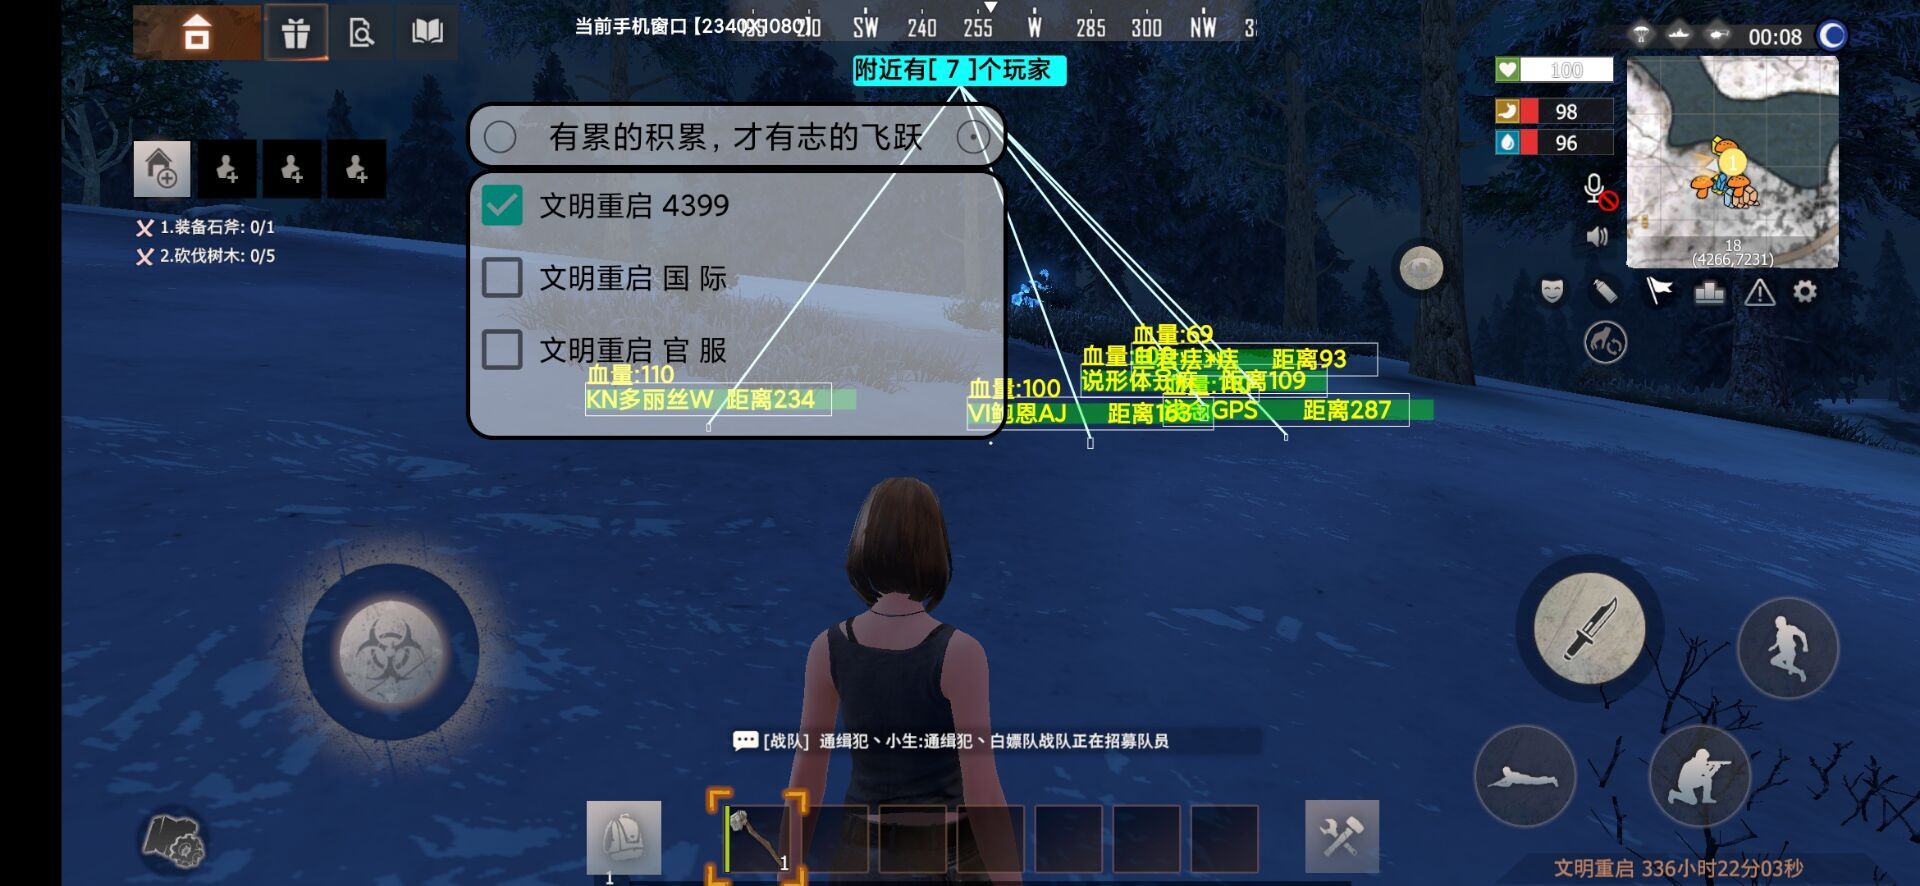 当前手机窗口【2340X1080】
SW 240 255 W 285 300 NW
00:08
附近有[ 7 ]个玩家
100
98
96
有累的积累，才有志的飞跃
文明重启 4399
文明重启 国 际
文明重启 官 服
1.装备石斧: 0/1
2.砍伐树木: 0/5
1
18
(4266,7231)
血量:69
距离93
血量:110
KN多丽丝W 距离234
距离109
血量:100
GPS 距离287
[战队] 通缉犯丶小生:通缉犯丶白嫖队战队正在招募队员
1
1
文明重启 336小时22分03秒